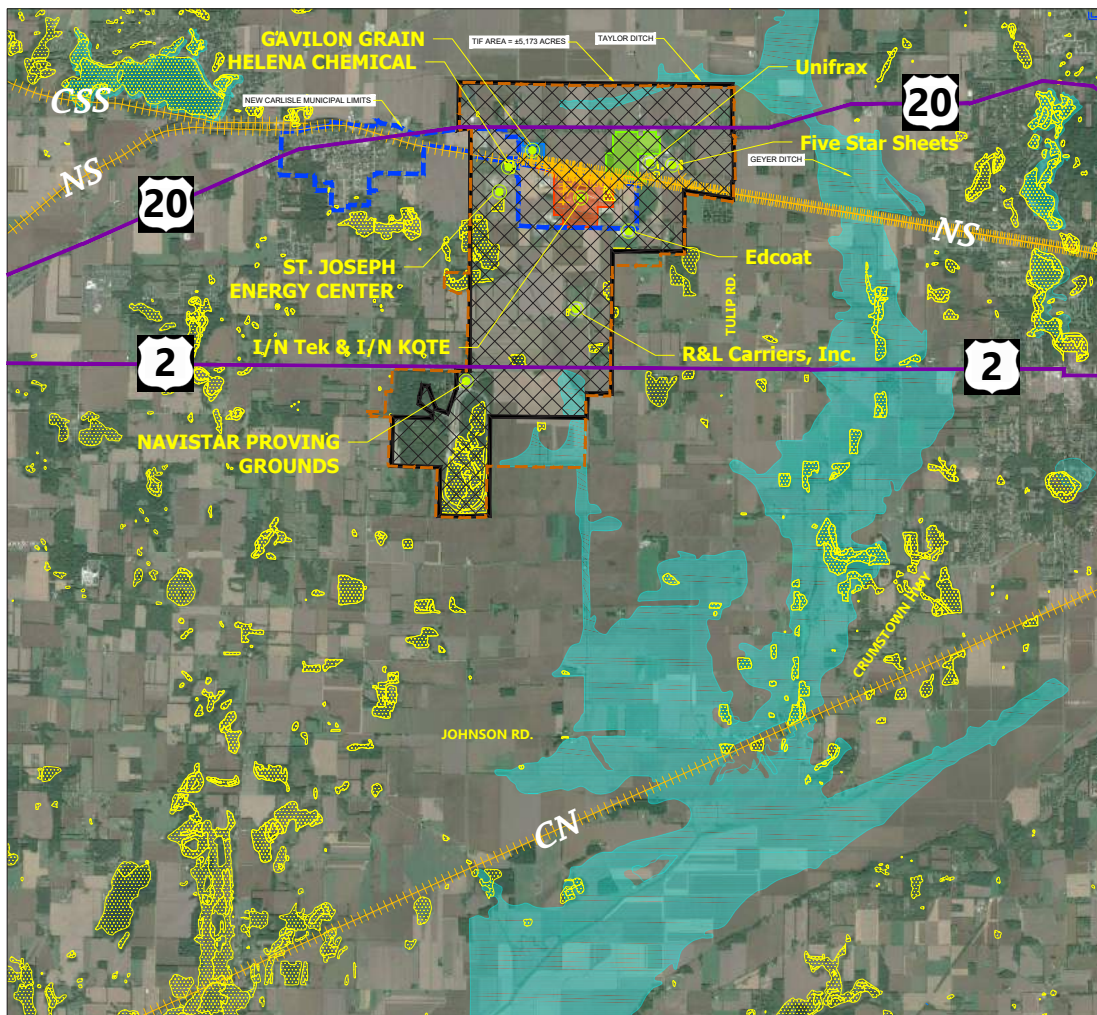 GAVILON GRAIN
HELENA CHEMICAL
TIF AREA = ±5,173 ACRES
TAYLOR DITCH
Unifrax
20
CSS
NEW CARLISLE MUNICIPAL LIMITS
Five Star Sheets
GEYER DITCH
NS
20
NS
ST. JOSEPH
ENERGY CENTER
Edcoat
TULIP RD.
I/N Tek & I/N KOTE
R&L Carriers, Inc.
2
2
NAVISTAR PROVING
GROUNDS
CRUMSTOWN HWY
JOHNSON RD.
CN